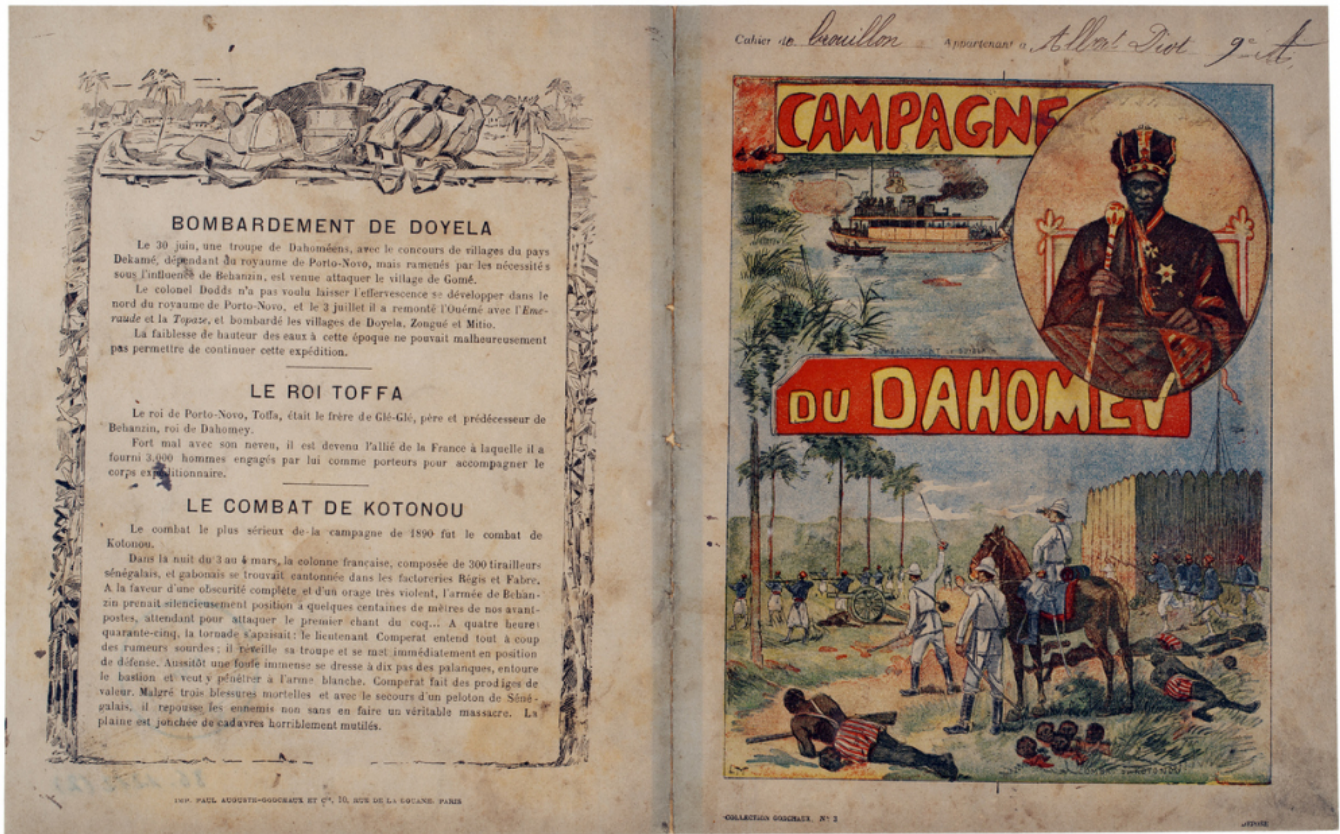 BOMBARDEMENT DE DOYELA
Le 30 juin, une troupe de Dahoméens, avec le concours de villages du pays
Dekamé, dépendant du royaume de Porto-Novo, mais ramenés par les nécessités
sous l'influence de Behanzin, est venue attaquer le village de Gomé.
Le colonel Dodds n'a pas voulu laisser l'effervescence se développer dans le
nord du royaume de Porto-Novo, et le 3 juillet il a remonté l'Ouémé avec l'Eme-
raude et la Topaze, et bombardé les villages de Doyela, Zongué et Mitio.
La faiblesse de hauteur des eaux à cette époque ne pouvait malheureusement
pas permettre de continuer cette expédition.
LE ROI TOFFA
Le roi de Porto-Novo, Toffa, était le frère de Glé-Glé, père et prédécesseur de
Behanzin, roi de Dahomey.
Fort mal avec son neveu, il est devenu l'allié de la France à laquelle il a
fourni 3.000 hommes engagés par lui comme porteurs pour accompagner le
corps expéditionnaire.
LE COMBAT DE KOTONOU
Le combat le plus sérieux de la campagne de 1890 fut le combat de
Kotonou.
Dans la nuit du 3 au 4 mars, la colonne française, composée de 300 tirailleurs
sénégalais, et gabonais se trouvait cantonnée dans les factoreries Régis et Fabre.
A la faveur d'une obscurité complète et d'un orage très violent, l'armée de Behan-
zin prenait silencieusement position à quelques centaines de mètres de nos avant-
postes, attendant pour attaquer le premier chant du coq... A quatre heures
quarante-cinq, la tornade s'apaisait: le lieutenant Comperat entend tout à coup
des rumeurs sourdes; il réveille sa troupe et se met immédiatement en position
de défense. Aussitôt une foule immense se dresse à dix pas des palanques, entoure
le bastion et veut y pénétrer à l'arme blanche. Comperat fait des prodiges de
valeur. Malgré trois blessures mortelles et avec le secours d'un peloton de Séné-
galais, il repousse les ennemis non sans en faire un véritable massacre. La
plaine est jonchée de cadavres horriblement mutilés.
IMP. PAUL AUGUSTE-GODCHAUX ET Cie, 10, RUE DE LA DOUANE, PARIS
Cahier de brouillon Appartenant à Albert Diot 9e
CAMPAGNE
BOMBARDEMENT DE DOYELA
DU DAHOMEY
COMBAT DE KOTONOU
COLLECTION GODCHAUX, N° 2